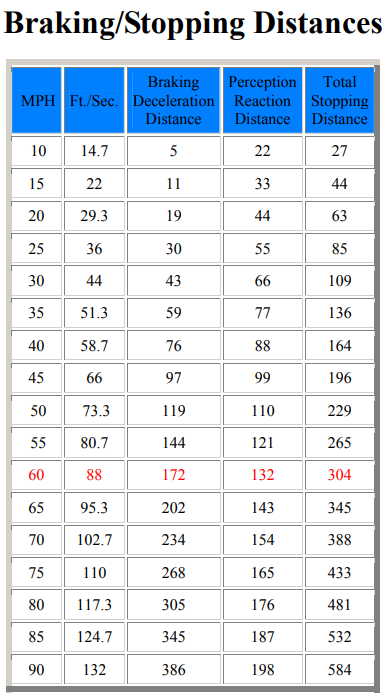 Braking/Stopping Distances
MPH Ft./Sec. Braking Deceleration Distance Perception Reaction Distance Total Stopping Distance
10 14.7 5 22 27
15 22 11 33 44
20 29.3 19 44 63
25 36 30 55 85
30 44 43 66 109
35 51.3 59 77 136
40 58.7 76 88 164
45 66 97 99 196
50 73.3 119 110 229
55 80.7 144 121 265
60 88 172 132 304
65 95.3 202 143 345
70 102.7 234 154 388
75 110 268 165 433
80 117.3 305 176 481
85 124.7 345 187 532
90 132 386 198 584